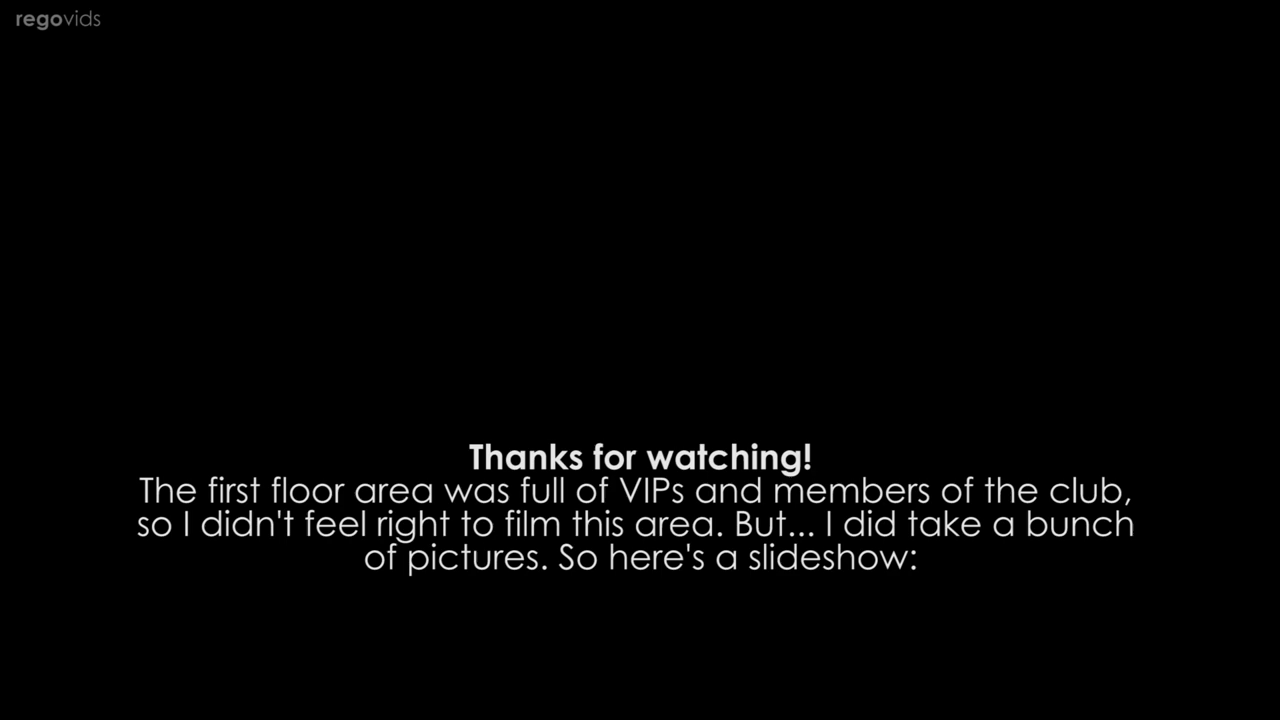 regovids
Thanks for watching!
The first floor area was full of VIPs and members of the club,
so I didn't feel right to film this area. But... I did take a bunch
of pictures. So here's a slideshow: